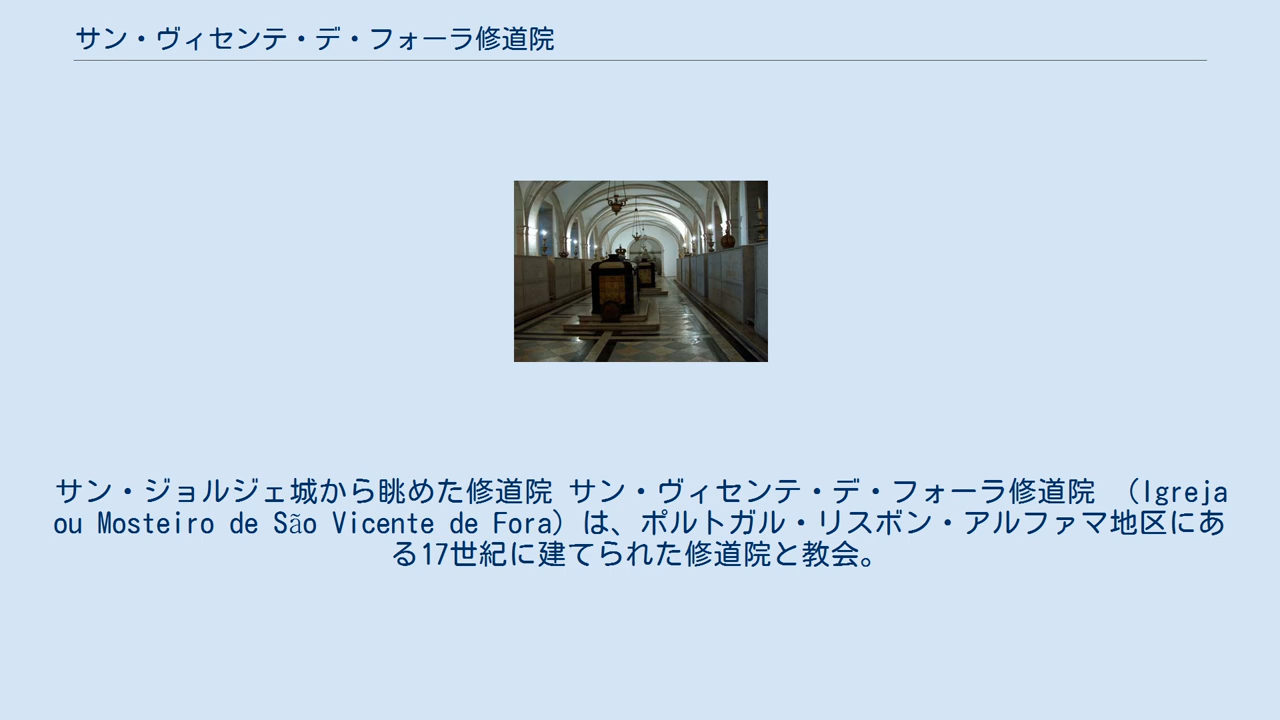 サン・ヴィセンテ・デ・フォーラ修道院
サン・ジョルジェ城から眺めた修道院 サン・ヴィセンテ・デ・フォーラ修道院 （Igreja
ou Mosteiro de São Vicente de Fora）は、ポルトガル・リスボン・アルファマ地区にあ
る17世紀に建てられた修道院と教会。